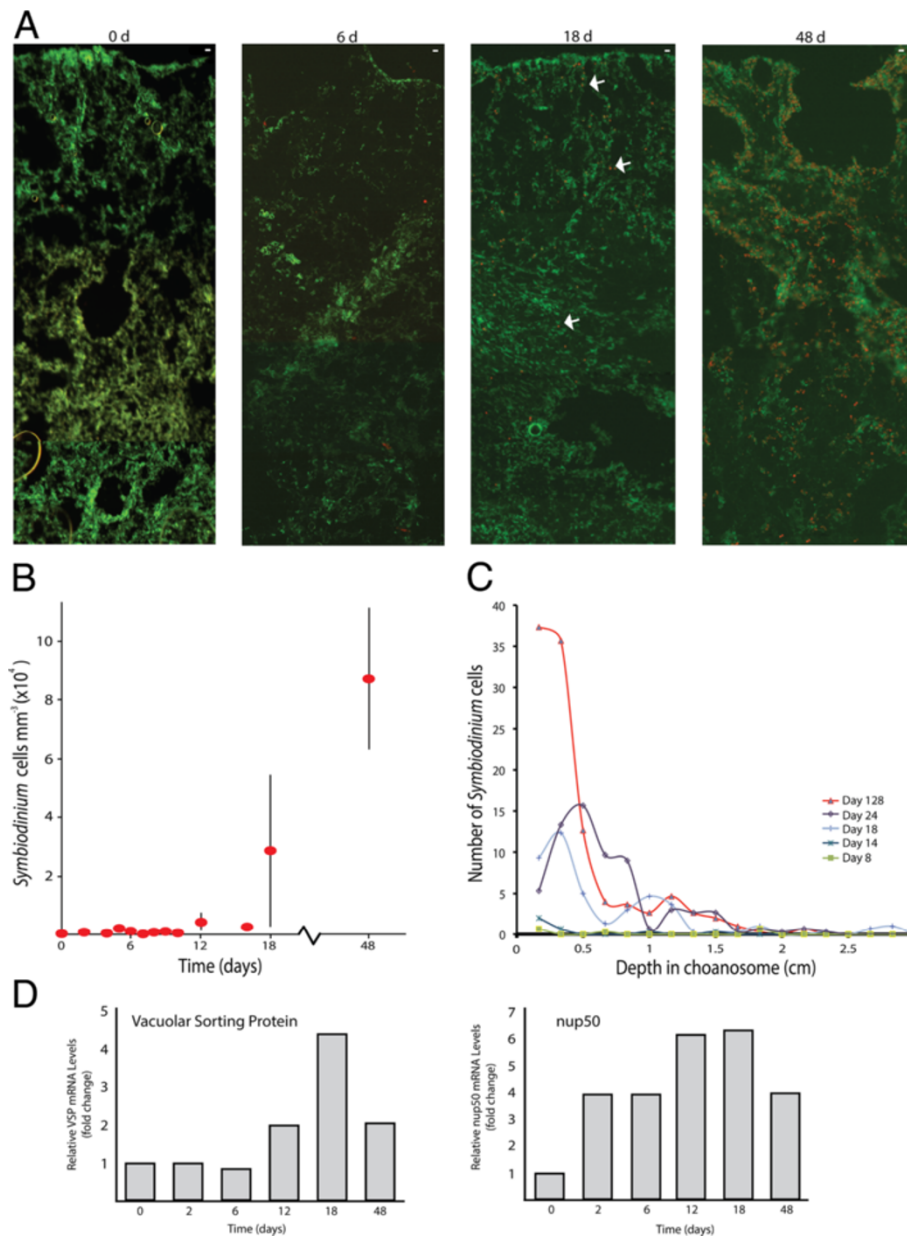 A
0 d
6 d
18 d
48 d
B
Symbiodinium cells mm⁻³ (x10⁴)
10
8
6
4
2
0
6
12
18
48
Time (days)
C
Number of Symbiodinium cells
40
35
30
25
20
15
10
5
0
0
0.5
1
1.5
2
2.5
Depth in choanosome (cm)
Day 128
Day 24
Day 18
Day 14
Day 8
D
Vacuolar Sorting Protein
Relative VSP mRNA Levels
(fold change)
5
4
3
2
1
0
2
6
12
18
48
Time (days)
nup50
Relative nup50 mRNA Levels
(fold change)
7
6
5
4
3
2
1
0
2
6
12
18
48
Time (days)